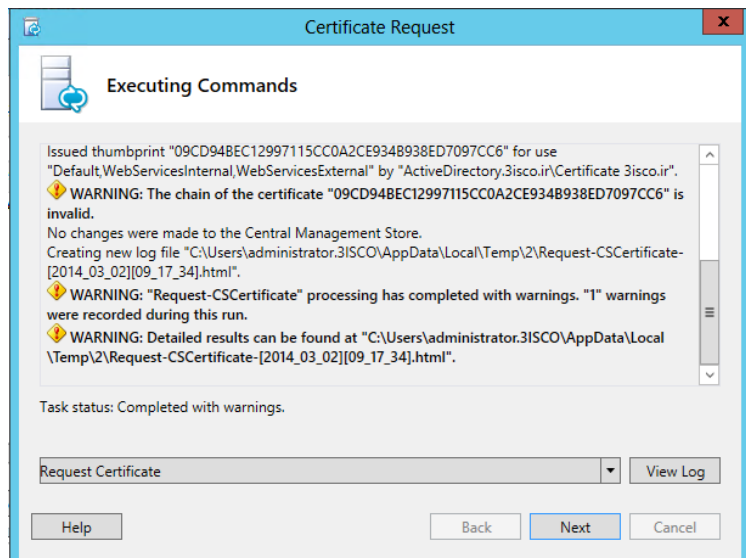 Certificate Request
x
Executing Commands
Issued thumbprint "09CD94BEC12997115CC0A2CE934B938ED7097CC6" for use
"Default,WebServicesInternal,WebServicesExternal" by "ActiveDirectory.3isco.ir\Certificate 3isco.ir".
WARNING: The chain of the certificate "09CD94BEC12997115CC0A2CE934B938ED7097CC6" is
invalid.
No changes were made to the Central Management Store.
Creating new log file "C:\Users\administrator.3ISCO\AppData\Local\Temp\2\Request-CSCertificate-
[2014_03_02][09_17_34].html".
WARNING: "Request-CSCertificate" processing has completed with warnings. "1" warnings
were recorded during this run.
WARNING: Detailed results can be found at "C:\Users\administrator.3ISCO\AppData\Local
\Temp\2\Request-CSCertificate-[2014_03_02][09_17_34].html".
Task status: Completed with warnings.
Request Certificate
View Log
Help
Back
Next
Cancel